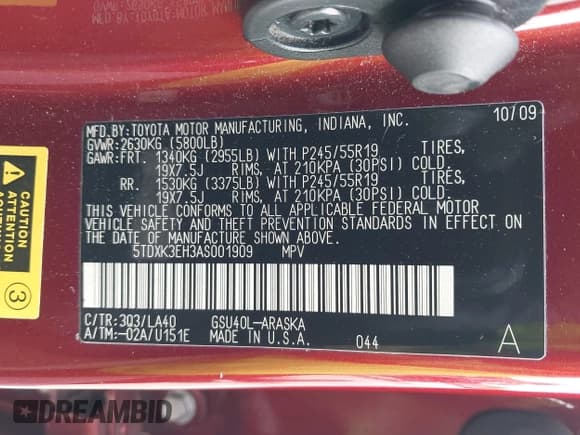 MFD.BY:TOYOTA MOTOR MANUFACTURING, INDIANA, INC. 10/09
GVWR:2630KG (5800LB)
GAWR:FRT. 1340KG (2955LB) WITH P245/55R19 TIRES,
19X7.5J RIMS, AT 210KPA (30PSI) COLD.
RR. 1530KG (3375LB) WITH P245/55R19 TIRES,
19X7.5J RIMS, AT 210KPA (30PSI) COLD.
THIS VEHICLE CONFORMS TO ALL APPLICABLE FEDERAL MOTOR
VEHICLE SAFETY AND THEFT PREVENTION STANDARDS IN EFFECT ON
THE DATE OF MANUFACTURE SHOWN ABOVE.
5TDXK3EH3AS001909 MPV
C/TR:3Q3/LA40 GSU40L-ARASKA
A/TM:-02A/U151E MADE IN U.S.A. 044 A
Caution
Attention
3
DREAMBID